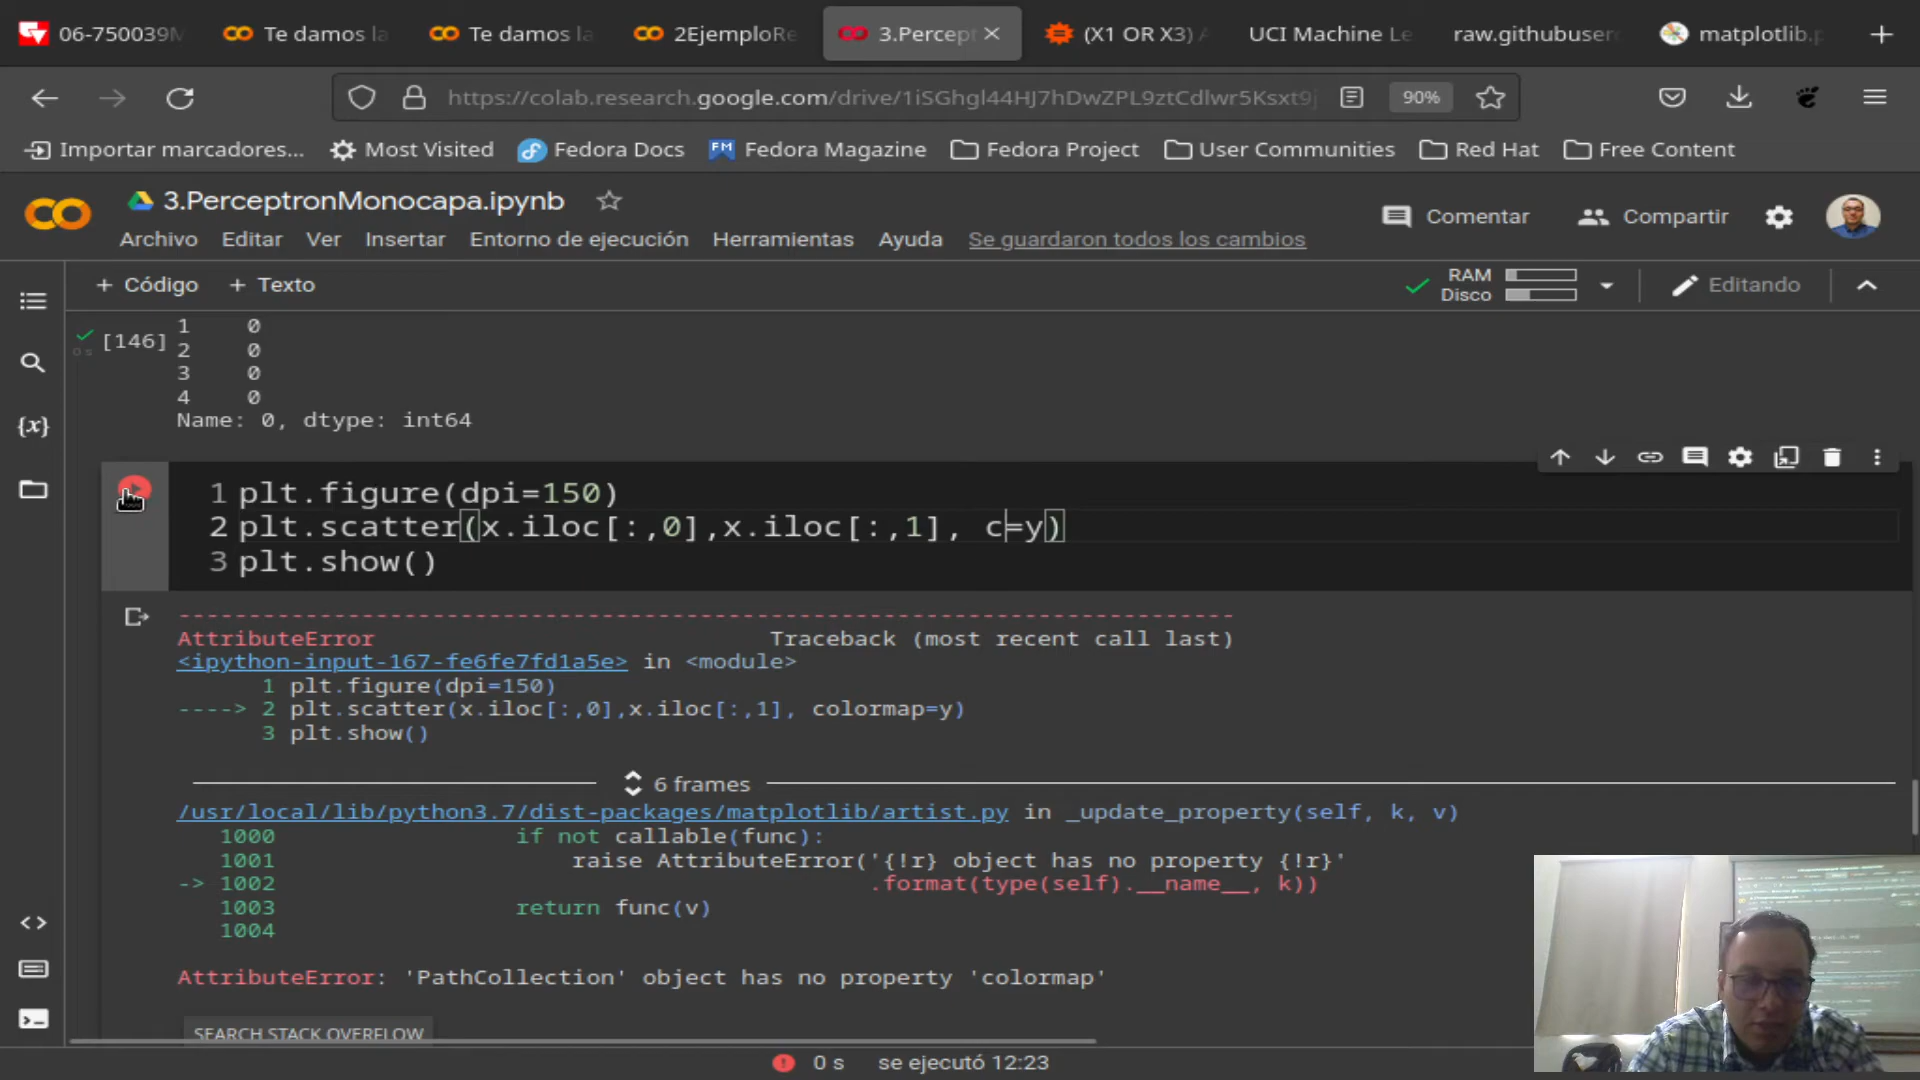 06-750039M
Te damos la
Te damos la
2EjemploRe
3.Percept
(X1 OR X3) A
UCI Machine Le
raw.githubuser
matplotlib.p
https://colab.research.google.com/drive/1iSGhgl44HJ7hDwZPL9ztCdlwr5Ksxt9j
90%
Importar marcadores...
Most Visited
Fedora Docs
FM
Fedora Magazine
Fedora Project
User Communities
Red Hat
Free Content
3.PerceptronMonocapa.ipynb
Comentar
Compartir
Archivo
Editar
Ver
Insertar
Entorno de ejecución
Herramientas
Ayuda
Se guardaron todos los cambios
+ Código
+ Texto
RAM
Disco
Editando
[146]
0 s
1 0
2 0
3 0
4 0
Name: 0, dtype: int64
{x}
1 plt.figure(dpi=150)
2 plt.scatter(x.iloc[:,0],x.iloc[:,1], c=y)
3 plt.show()
---------------------------------------------------------------------------
AttributeError Traceback (most recent call last)
<ipython-input-167-fe6fe7fd1a5e> in <module>
1 plt.figure(dpi=150)
----> 2 plt.scatter(x.iloc[:,0],x.iloc[:,1], colormap=y)
3 plt.show()
6 frames
/usr/local/lib/python3.7/dist-packages/matplotlib/artist.py in _update_property(self, k, v)
1000 if not callable(func):
1001 raise AttributeError('{!r} object has no property {!r}'
-> 1002 .format(type(self).__name__, k))
1003 return func(v)
1004
AttributeError: 'PathCollection' object has no property 'colormap'
SEARCH STACK OVERFLOW
0 s se ejecutó 12:23